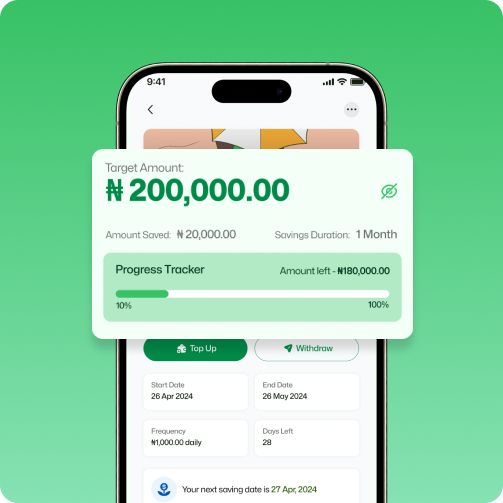 9:41
Target Amount:
₦ 200,000.00
Amount Saved: ₦ 20,000.00 Savings Duration: 1 Month
Progress Tracker Amount left - ₦180,000.00
10% 100%
Top Up Withdraw
Start Date End Date
26 Apr 2024 26 May 2024
Frequency Days Left
₦1,000.00 daily 28
Your next saving date is 27 Apr, 2024